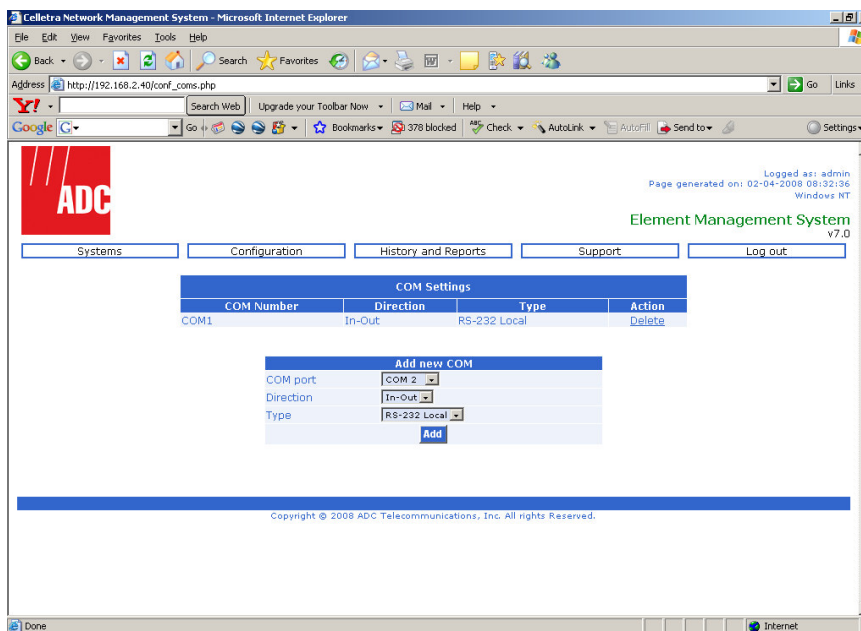 Celletra Network Management System - Microsoft Internet Explorer
File Edit View Favorites Tools Help
Back Search Favorites
Address http://192.168.2.40/conf_coms.php Go Links
Y! Search Web Upgrade your Toolbar Now Mail Help
Google G Go Bookmarks 378 blocked ABC Check AutoLink AutoFill Send to Settings
ADC
Logged as: admin
Page generated on: 02-04-2008 08:32:36
Windows NT
Element Management System
v7.0
Systems Configuration History and Reports Support Log out
COM Settings
COM Number Direction Type Action
COM1 In-Out RS-232 Local Delete
Add new COM
COM port COM 2
Direction In-Out
Type RS-232 Local
Add
Copyright © 2008 ADC Telecommunications, Inc. All rights Reserved.
Done Internet